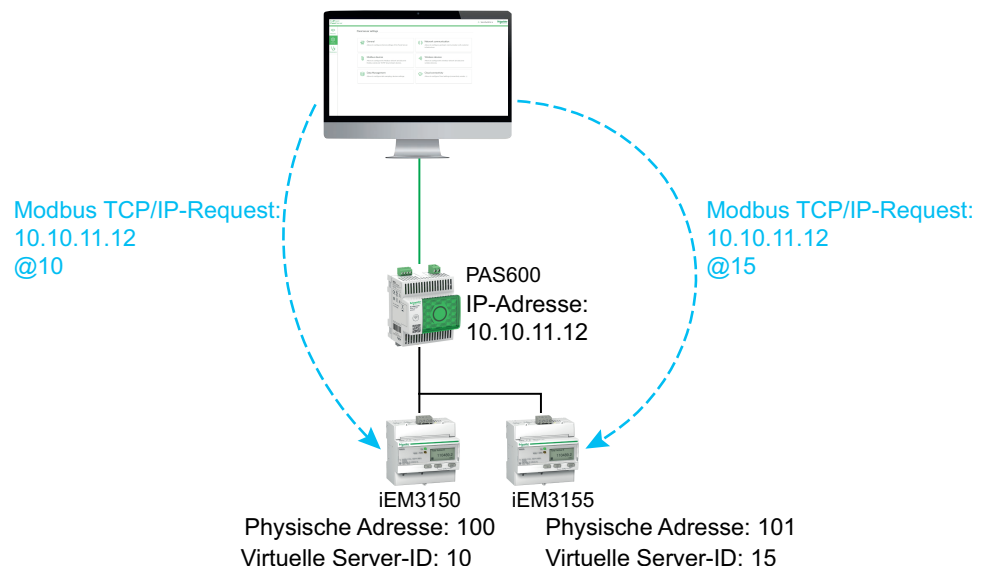 Modbus TCP/IP-Request:
10.10.11.12
@10
Modbus TCP/IP-Request:
10.10.11.12
@15
PAS600
IP-Adresse:
10.10.11.12
iEM3150
Physische Adresse: 100
Virtuelle Server-ID: 10
iEM3155
Physische Adresse: 101
Virtuelle Server-ID: 15